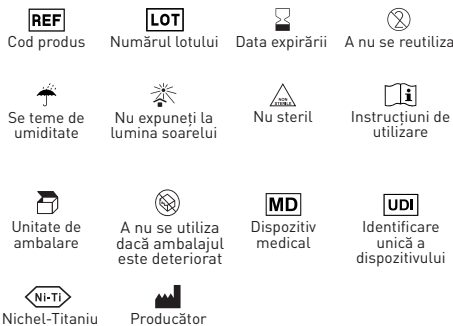 REF
LOT
Cod produs
Numărul lotului
Data expirării
A nu se reutiliza
NON
STERILE
Se teme de
umiditate
Nu expuneți la
lumina soarelui
Nu steril
Instrucțiuni de
utilizare
MD
UDI
Unitate de
ambalare
A nu se utiliza
dacă ambalajul
este deteriorat
Dispozitiv
medical
Identificare
unică a
dispozitivului
Ni-Ti
Nichel-Titaniu
Producător